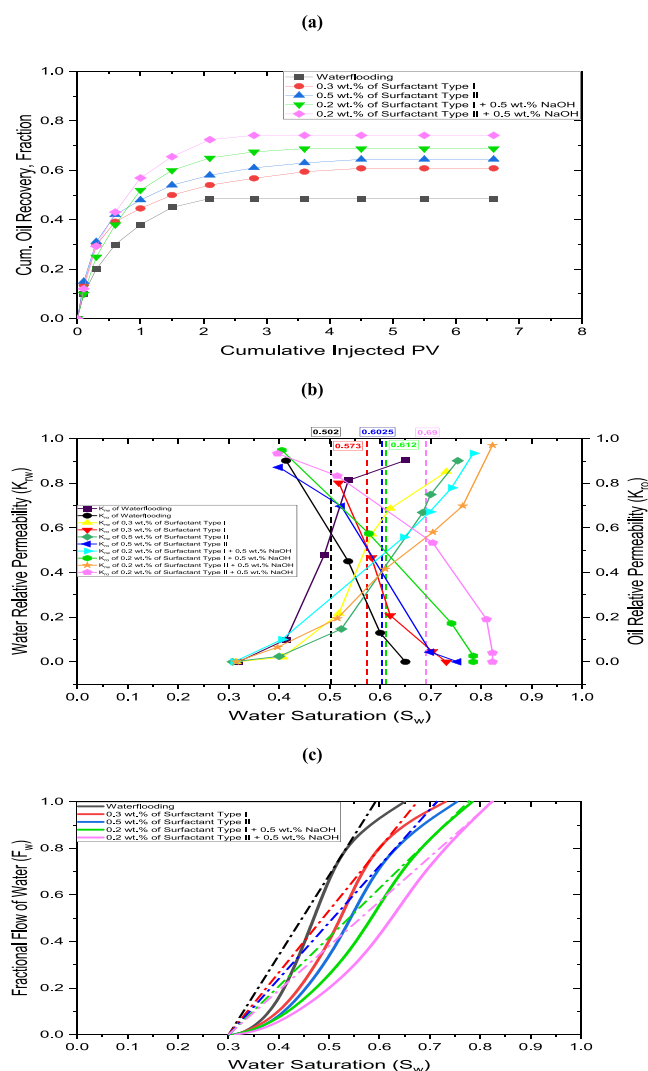 (a)
Waterflooding
0.3 wt.% of Surfactant Type I
0.5 wt.% of Surfactant Type II
0.2 wt.% of Surfactant Type I + 0.5 wt.% NaOH
0.2 wt.% of Surfactant Type II + 0.5 wt.% NaOH
Cum. Oil Recovery, Fraction
1.0
0.8
0.6
0.4
0.2
0.0
0 1 2 3 4 5 6 7 8
Cumulative Injected PV
(b)
0.502 0.6025 0.69
0.573 0.612
Water Relative Permeability (Krw)
Oil Relative Permeability (Kro)
1.0 1.0
0.8 0.8
0.6 0.6
0.4 0.4
0.2 0.2
0.0 0.0
Krw of Waterflooding
Kro of Waterflooding
Krw of 0.3 wt.% of Surfactant Type I
Kro of 0.3 wt.% of Surfactant Type I
Krw of 0.5 wt.% of Surfactant Type II
Kro of 0.5 wt.% of Surfactant Type II
Krw of 0.2 wt.% of Surfactant Type I + 0.5 wt.% NaOH
Kro of 0.2 wt.% of Surfactant Type I + 0.5 wt.% NaOH
Krw of 0.2 wt.% of Surfactant Type II + 0.5 wt.% NaOH
Kro of 0.2 wt.% of Surfactant Type II + 0.5 wt.% NaOH
0.0 0.1 0.2 0.3 0.4 0.5 0.6 0.7 0.8 0.9 1.0
Water Saturation (Sw)
(c)
Waterflooding
0.3 wt.% of Surfactant Type I
0.5 wt.% of Surfactant Type II
0.2 wt.% of Surfactant Type I + 0.5 wt.% NaOH
0.2 wt.% of Surfactant Type II + 0.5 wt.% NaOH
Fractional Flow of Water (Fw)
1.0
0.8
0.6
0.4
0.2
0.0
0.0 0.1 0.2 0.3 0.4 0.5 0.6 0.7 0.8 0.9 1.0
Water Saturation (Sw)